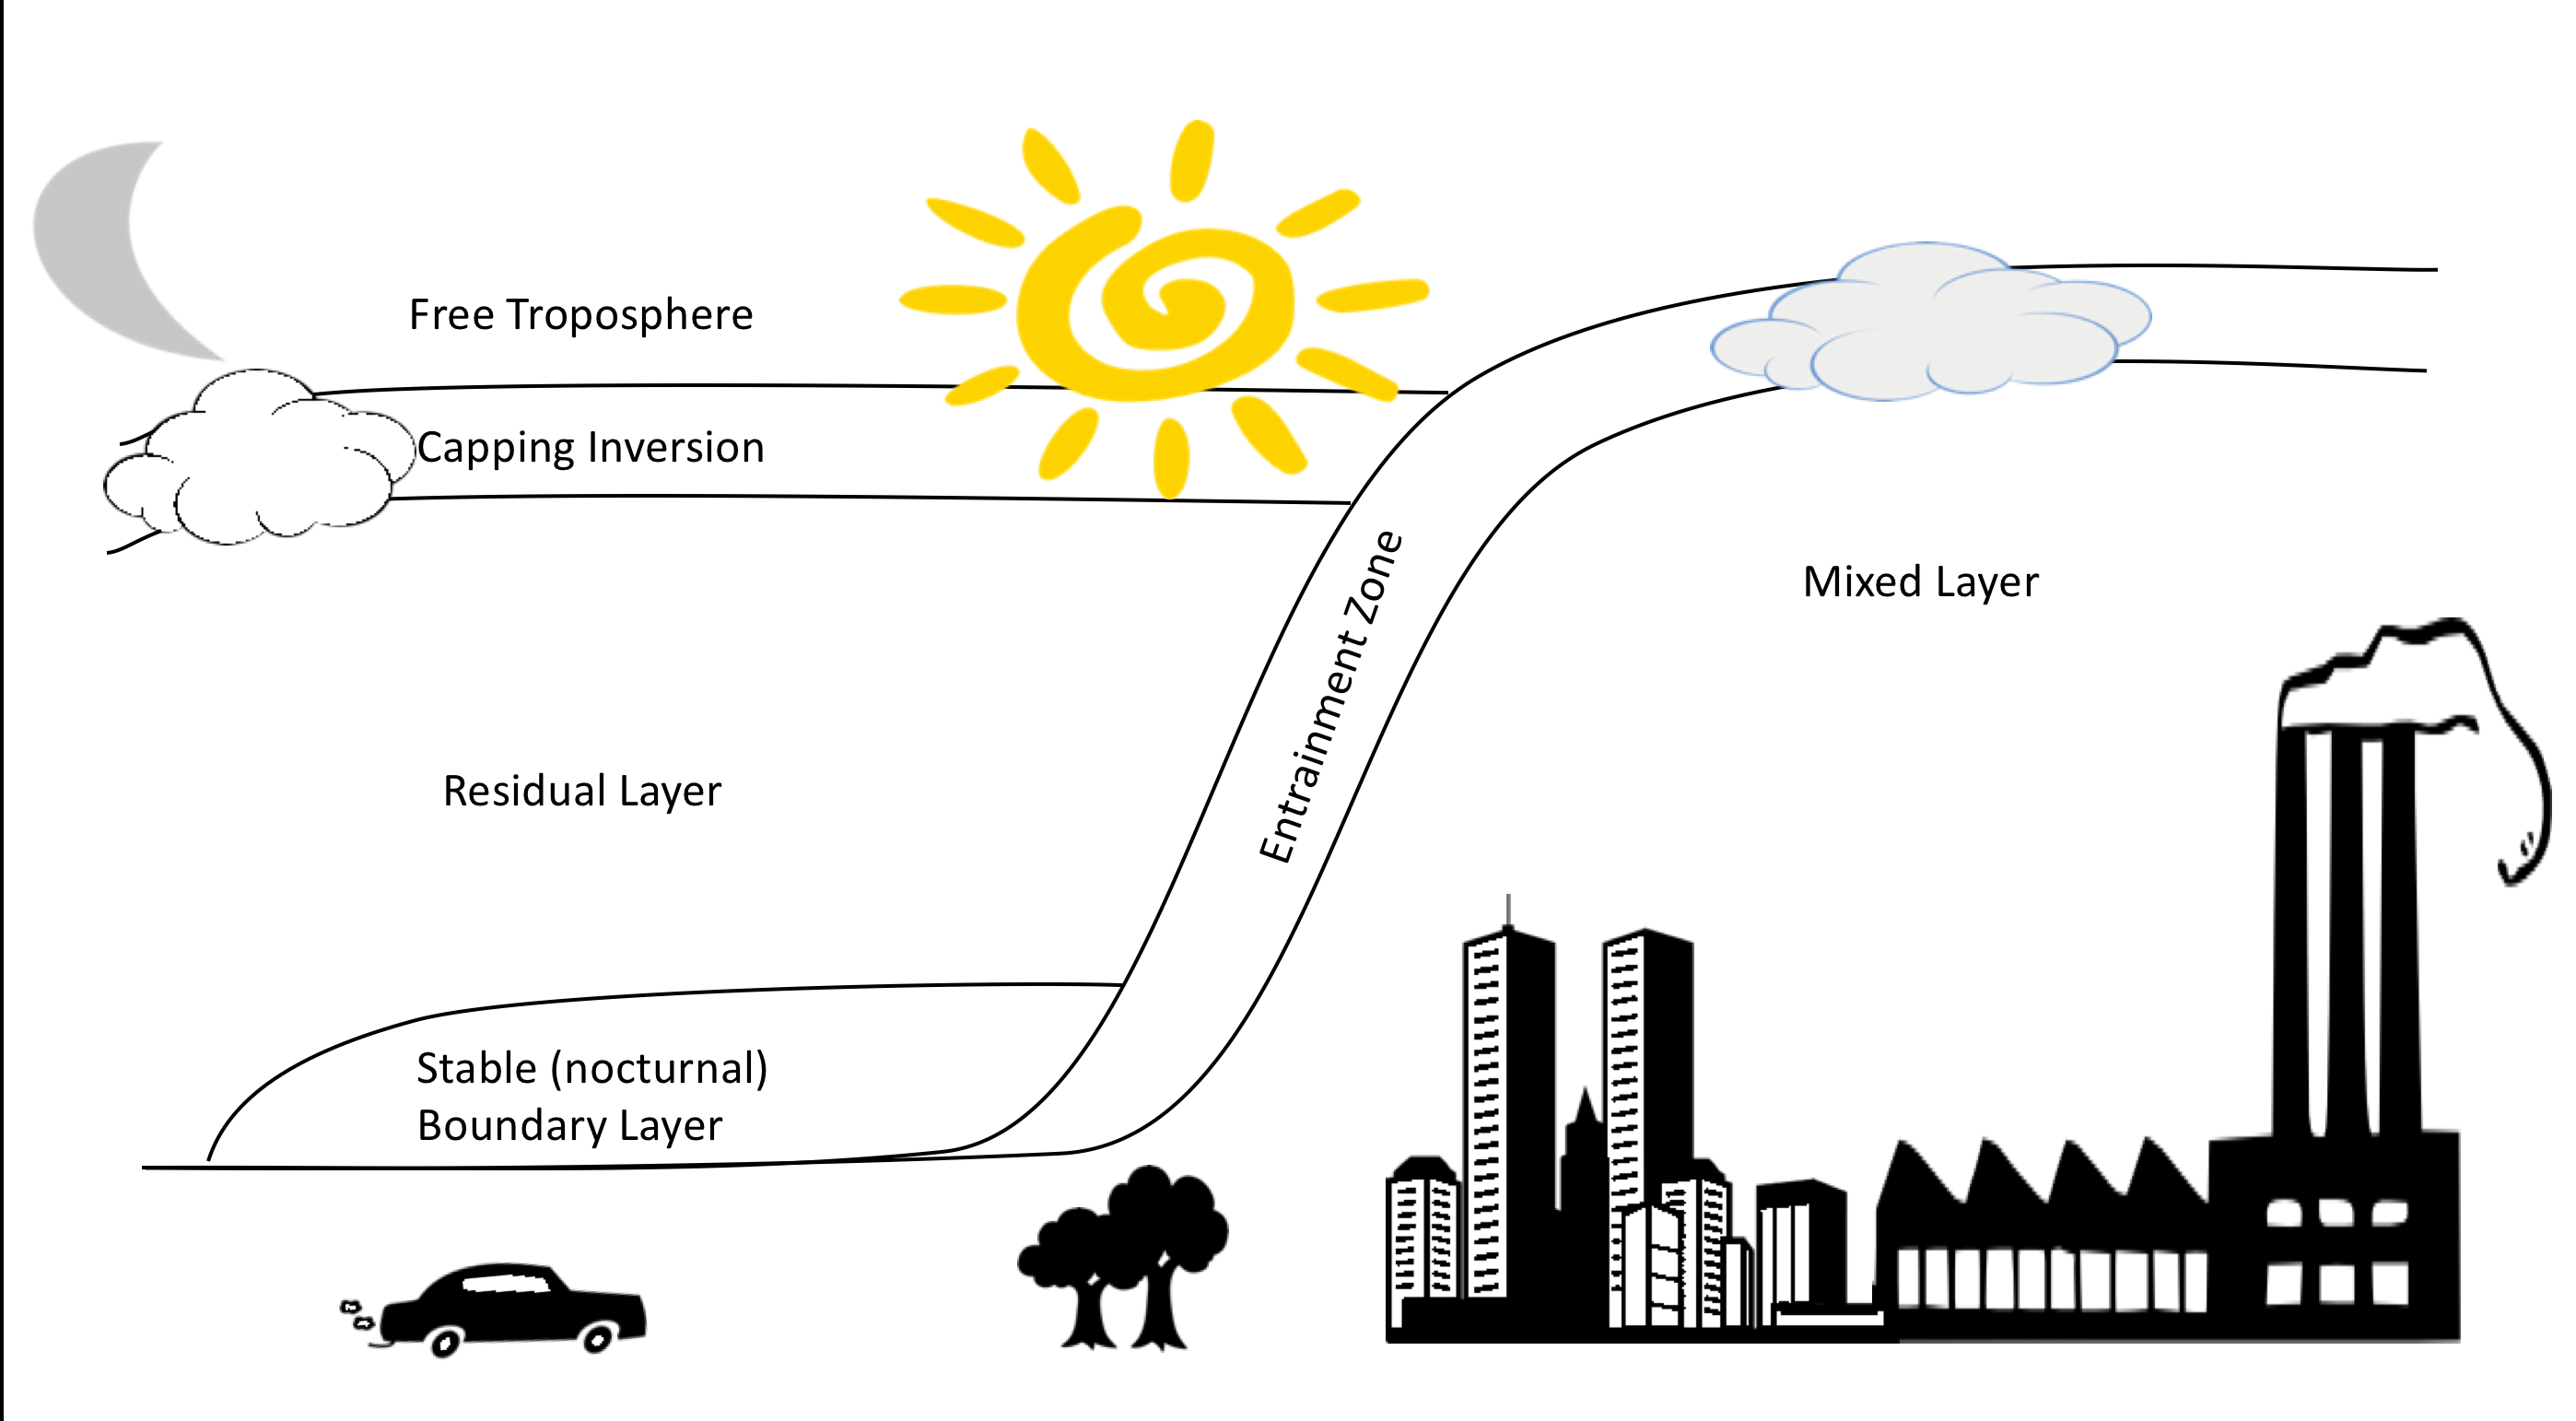 Free Troposphere
Capping Inversion
Entrainment Zone
Mixed Layer
Residual Layer
Stable (nocturnal)
Boundary Layer